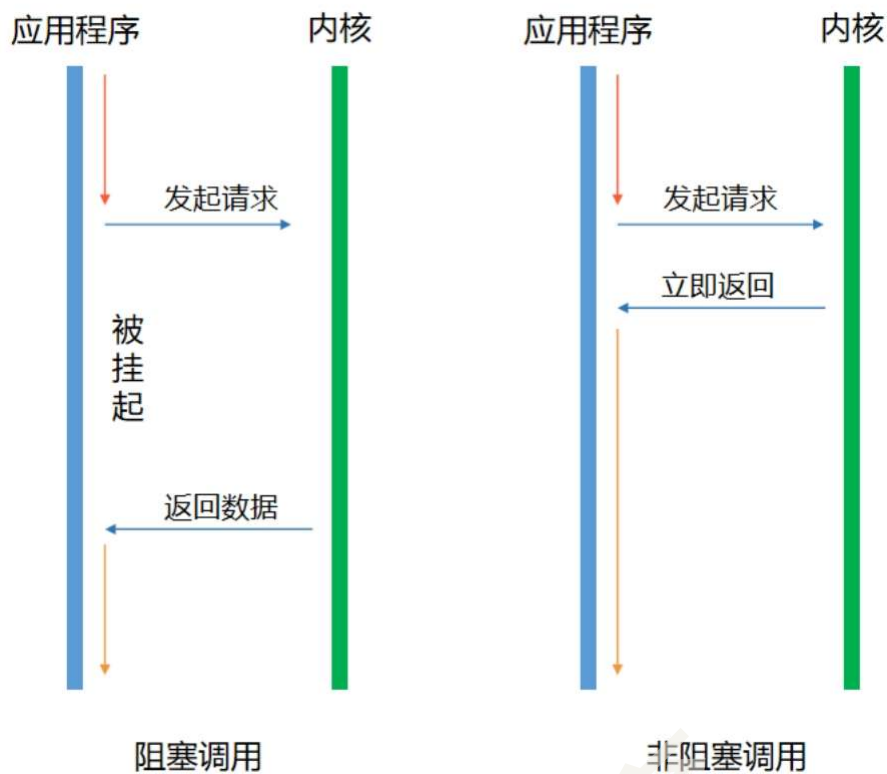 应用程序
内核
发起请求
被挂起
返回数据
阻塞调用
应用程序
内核
发起请求
立即返回
非阻塞调用